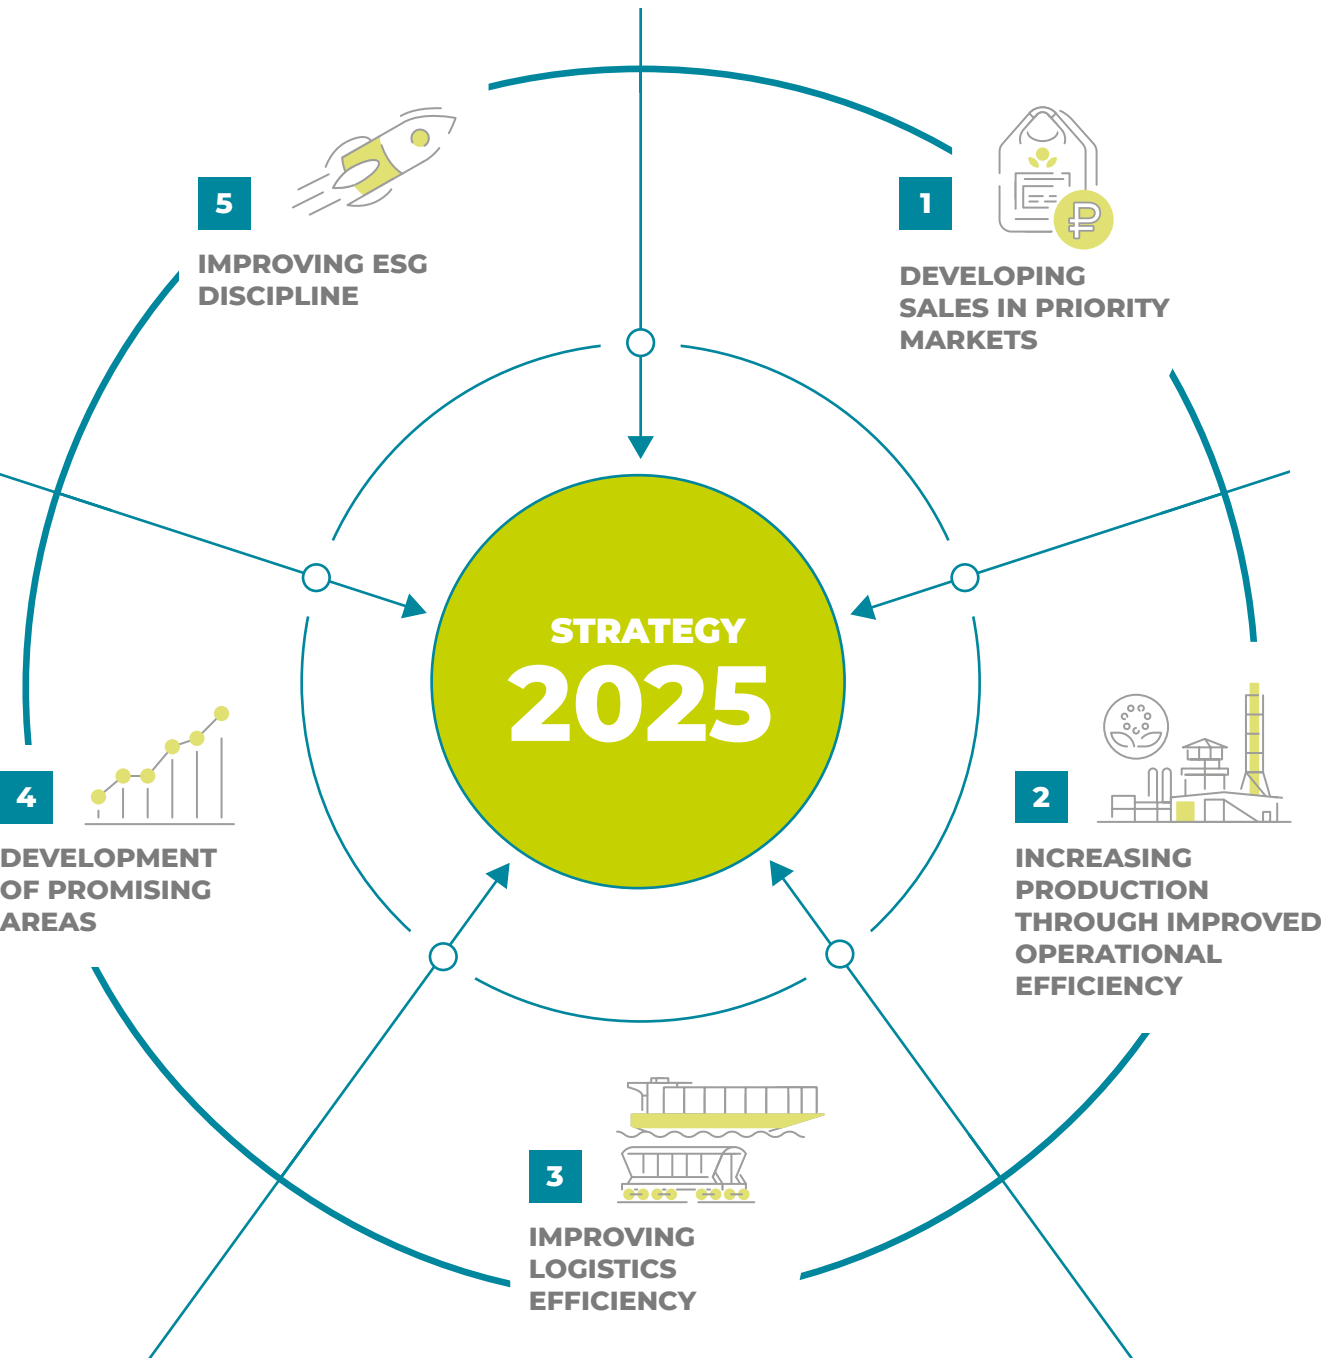 STRATEGY
2025
1
DEVELOPING
SALES IN PRIORITY
MARKETS
2
INCREASING
PRODUCTION
THROUGH IMPROVED
OPERATIONAL
EFFICIENCY
3
IMPROVING
LOGISTICS
EFFICIENCY
4
DEVELOPMENT
OF PROMISING
AREAS
5
IMPROVING ESG
DISCIPLINE
₽